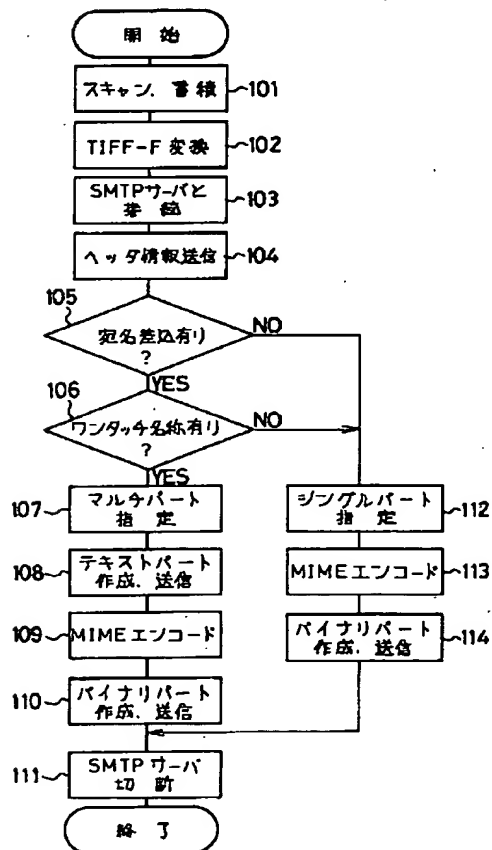 開始
スキャン、蓄積
101
TIFF-F 変換
102
SMTPサーバと
接続
103
ヘッダ情報送信
104
105
宛名差込有り
?
NO
YES
106
ワンタッチ名称有り
?
NO
YES
107
マルチパート
指定
108
テキストパート
作成、送信
109
MIMEエンコード
110
バイナリパート
作成、送信
シングルパート
指定
112
MIMEエンコード
113
バイナリパート
作成、送信
114
111
SMTPサーバ
切断
終了